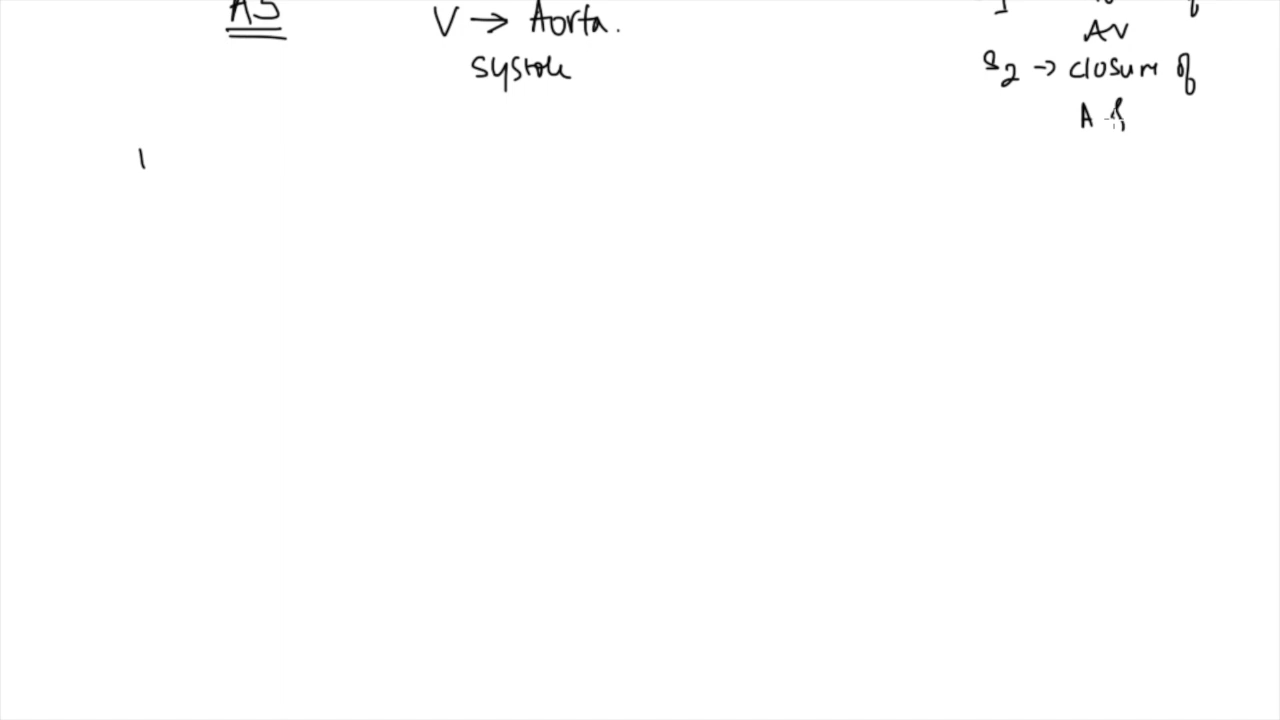 AS
V → Aorta.
systole
AV
S2 → closure of
A